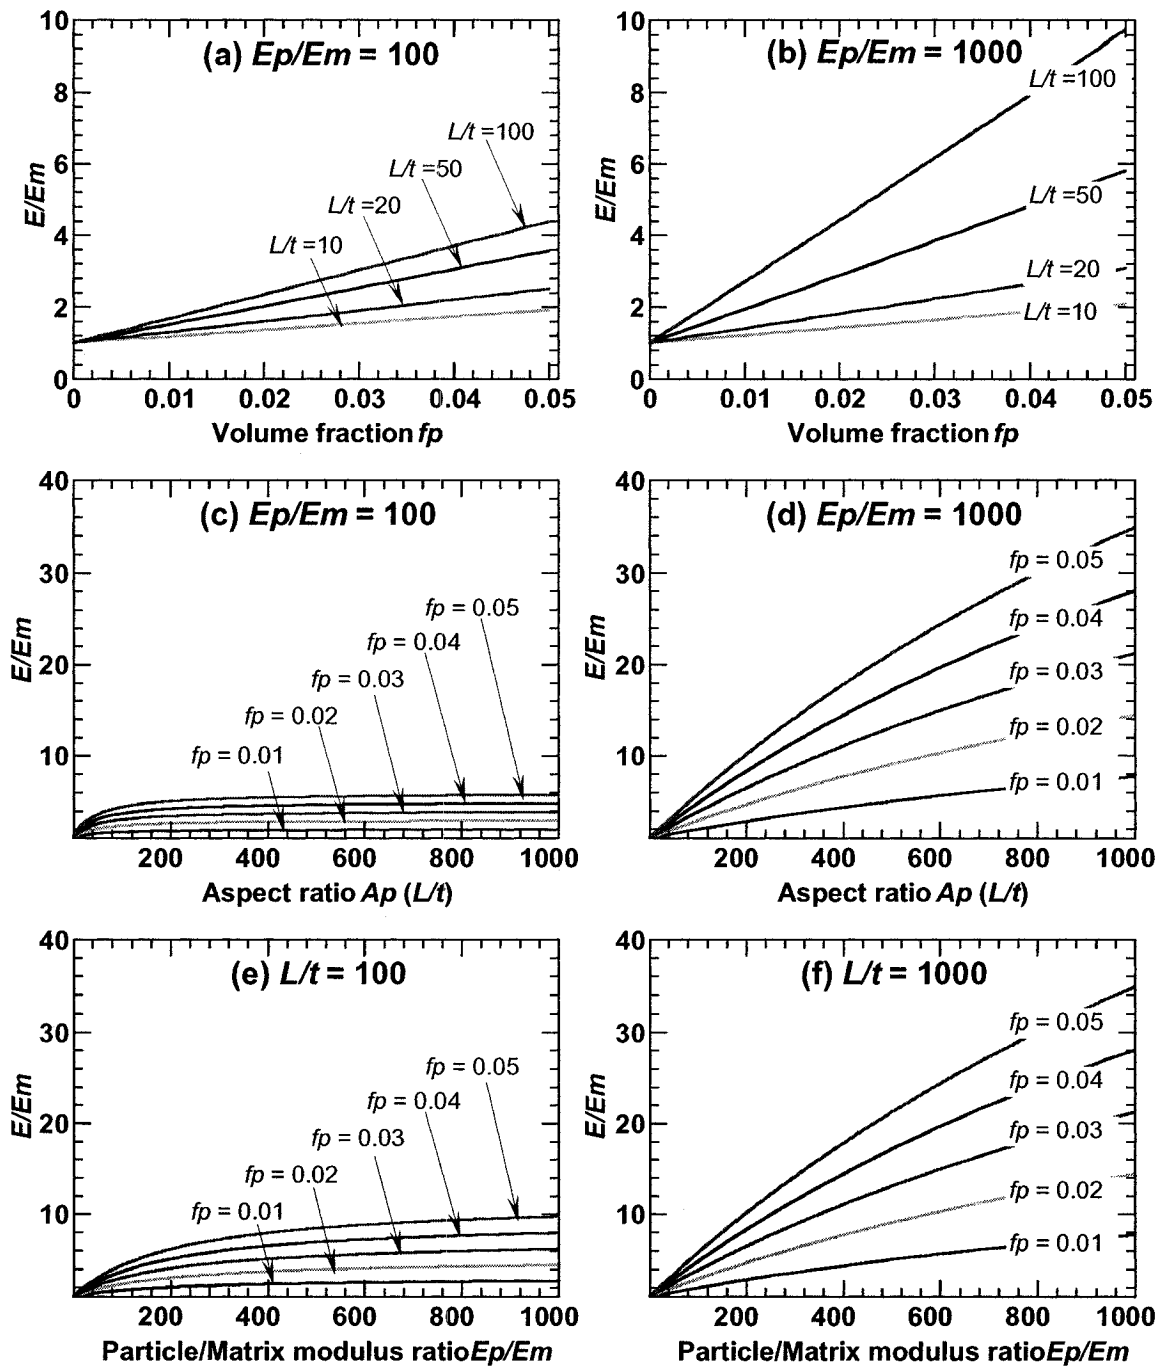 (a) Ep/Em = 100
10
8
6
4
2
0
E/Em
L/t =100
L/t =50
L/t =20
L/t =10
0 0.01 0.02 0.03 0.04 0.05
Volume fraction fp
(b) Ep/Em = 1000
10
8
6
4
2
0
E/Em
L/t =100
L/t =50
L/t =20
L/t =10
0 0.01 0.02 0.03 0.04 0.05
Volume fraction fp
(c) Ep/Em = 100
40
30
20
10
E/Em
fp = 0.05
fp = 0.04
fp = 0.03
fp = 0.02
fp = 0.01
200 400 600 800 1000
Aspect ratio Ap (L/t)
(d) Ep/Em = 1000
40
30
20
10
E/Em
fp = 0.05
fp = 0.04
fp = 0.03
fp = 0.02
fp = 0.01
200 400 600 800 1000
Aspect ratio Ap (L/t)
(e) L/t = 100
40
30
20
10
E/Em
fp = 0.05
fp = 0.04
fp = 0.03
fp = 0.02
fp = 0.01
200 400 600 800 1000
Particle/Matrix modulus ratioEp/Em
(f) L/t = 1000
40
30
20
10
E/Em
fp = 0.05
fp = 0.04
fp = 0.03
fp = 0.02
fp = 0.01
200 400 600 800 1000
Particle/Matrix modulus ratioEp/Em